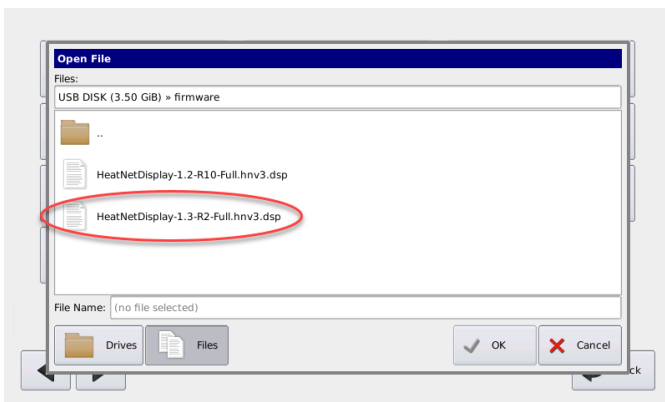 Open File
Files:
USB DISK (3.50 GiB) » firmware
..
HeatNetDisplay-1.2-R10-Full.hnv3.dsp
HeatNetDisplay-1.3-R2-Full.hnv3.dsp
File Name: (no file selected)
Drives Files OK Cancel
ck